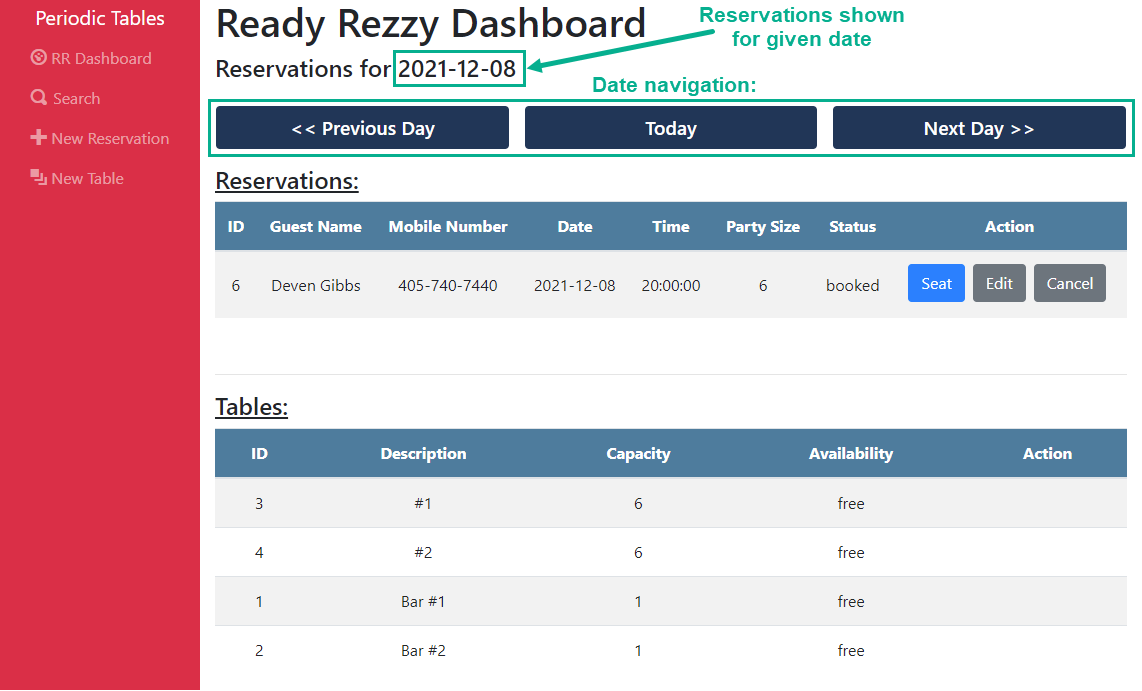 Periodic Tables
RR Dashboard
Search
New Reservation
New Table
Ready Rezzy Dashboard
Reservations shown
for given date
Reservations for 2021-12-08
Date navigation:
<< Previous Day Today Next Day >>
Reservations:
ID Guest Name Mobile Number Date Time Party Size Status Action
6 Deven Gibbs 405-740-7440 2021-12-08 20:00:00 6 booked Seat Edit Cancel
Tables:
ID Description Capacity Availability Action
3 #1 6 free
4 #2 6 free
1 Bar #1 1 free
2 Bar #2 1 free